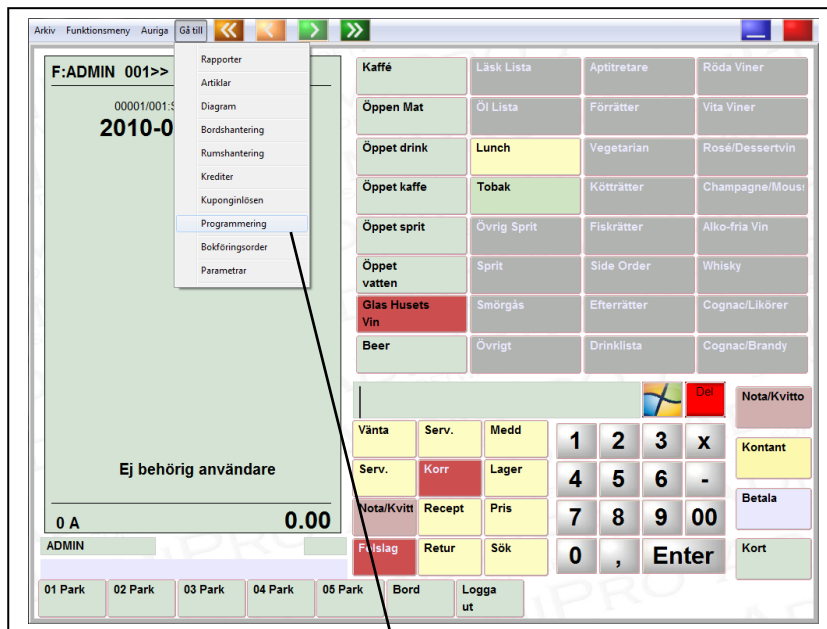 Arkiv Funktionsmeny Auriga Gå till
Rapporter
Artiklar
Diagram
Bordshantering
Rumshantering
Krediter
Kuponginlösen
Programmering
Bokföringsorder
Parametrar
F:ADMIN 001>>
00001/001:S
2010-0
Ej behörig användare
0 A 0.00
ADMIN
Kaffé Läsk Lista Aptitretare Röda Viner
Öppen Mat Öl Lista Förrätter Vita Viner
Öppet drink Lunch Vegetarian Rosé/Dessertvin
Öppet kaffe Tobak Kötträtter Champagne/Mous
Öppet sprit Övrig Sprit Fiskrätter Alko-fria Vin
Öppet Sprit Side Order Whisky
vatten
Glas Husets Smörgås Efterrätter Cognac/Likörer
Vin
Beer Övrigt Drinklista Cognac/Brandy
Del Nota/Kvitto
Vänta Serv. Medd 1 2 3 X Kontant
Serv. Korr Lager 4 5 6 -
Nota/Kvitt Recept Pris 7 8 9 00 Betala
Felslag Retur Sök 0 , Enter Kort
01 Park 02 Park 03 Park 04 Park 05 Park Bord Logga
ut